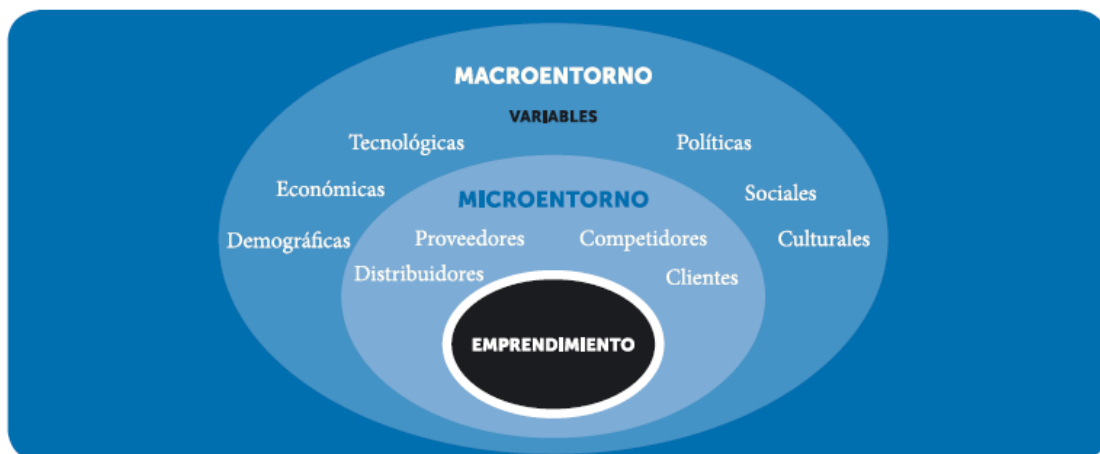 MACROENTORNO
VARIABLES
Tecnológicas Políticas
Económicas Sociales
MICROENTORNO
Demográficas Proveedores Competidores Culturales
Distribuidores Clientes
EMPRENDIMIENTO